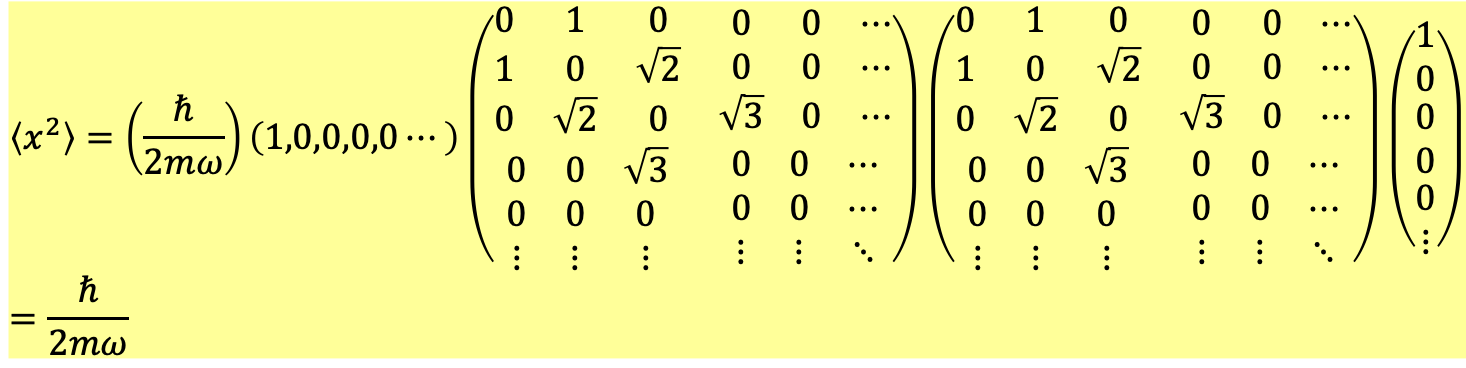 ⟨x²⟩ = (ħ/2mω) (1,0,0,0,0 ⋯ ) (0 1 0 0 0 ⋯; 1 0 √2 0 0 ⋯; 0 √2 0 √3 0 ⋯; 0 0 √3 0 0 ⋯; 0 0 0 0 0 ⋯; ⋮ ⋮ ⋮ ⋮ ⋮ ⋱) (0 1 0 0 0 ⋯; 1 0 √2 0 0 ⋯; 0 √2 0 √3 0 ⋯; 0 0 √3 0 0 ⋯; 0 0 0 0 0 ⋯; ⋮ ⋮ ⋮ ⋮ ⋮ ⋱) (1; 0; 0; 0; 0; ⋮)
= ħ/2mω